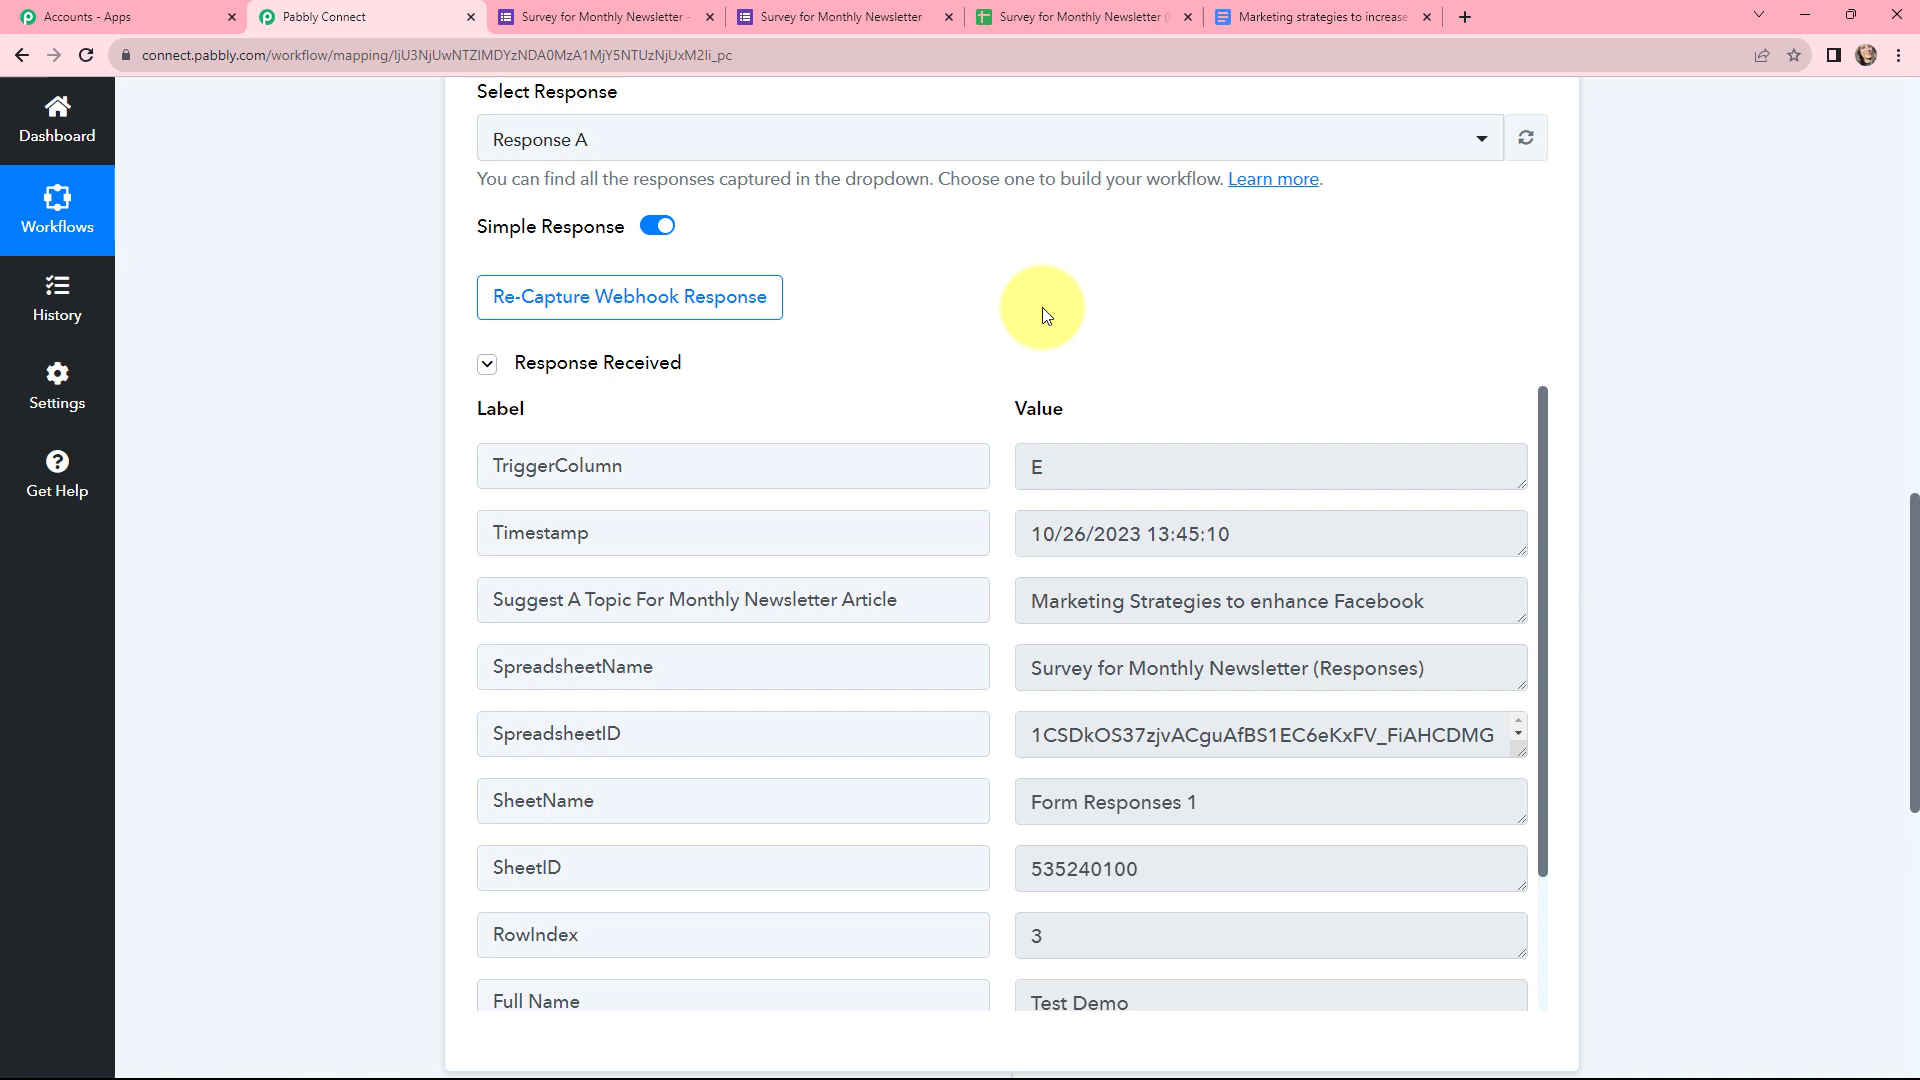 Accounts - Apps
Pabbly Connect
Survey for Monthly Newsletter -
Survey for Monthly Newsletter
Survey for Monthly Newsletter (
Marketing strategies to increase
connect.pabbly.com/workflow/mapping/IjU3NjUwNTZlMDYzNDA0MzA1MjY5NTUzNjUxM2Ii_pc
Dashboard
Workflows
History
Settings
Get Help
Select Response
Response A
You can find all the responses captured in the dropdown. Choose one to build your workflow. Learn more.
Simple Response
Re-Capture Webhook Response
Response Received
Label Value
TriggerColumn E
Timestamp 10/26/2023 13:45:10
Suggest A Topic For Monthly Newsletter Article Marketing Strategies to enhance Facebook
SpreadsheetName Survey for Monthly Newsletter (Responses)
SpreadsheetID 1CSDkOS37zjvACguAfBS1EC6eKxFV_FiAHCDMG
SheetName Form Responses 1
SheetID 535240100
RowIndex 3
Full Name Test Demo